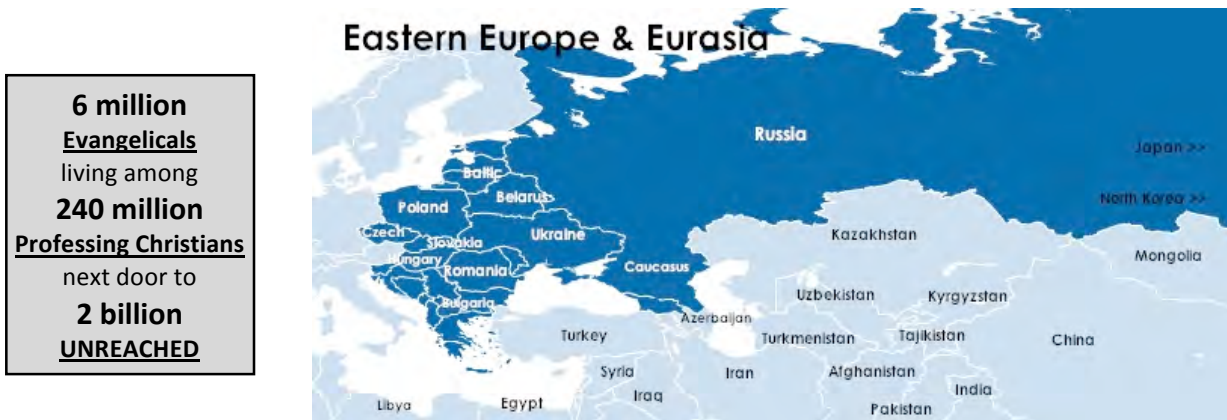 6 million
Evangelicals
living among
240 million
Professing Christians
next door to
2 billion
UNREACHED
Eastern Europe & Eurasia
Russia
Japan >>
Baltic
North Korea >>
Belarus
Poland
Czech
Ukraine
Kazakhstan
Slovakia
Mongolia
Hungary
Romania
Caucasus
Uzbekistan
Kyrgyzstan
Bulgaria
Azerbaijan
Turkey
Turkmenistan
Tajikistan
China
Syria
Iran
Afghanistan
India
Iraq
Libya
Egypt
Pakistan